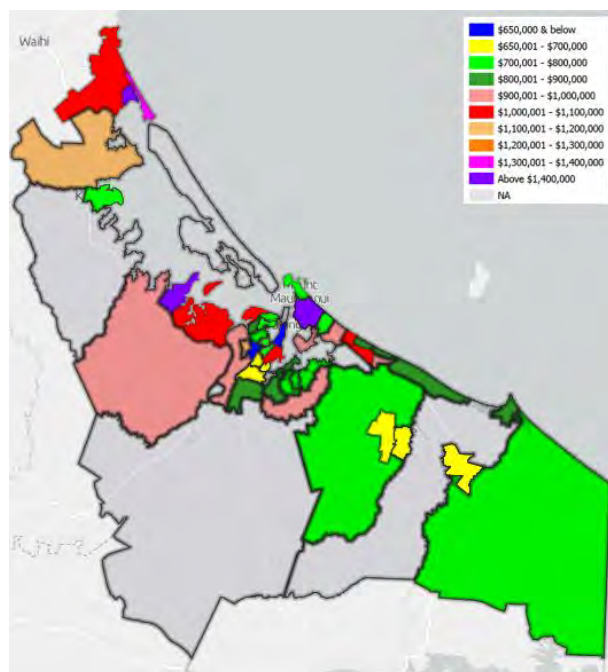 Waihi
$650,000 & below
$650,001 - $700,000
$700,001 - $800,000
$800,001 - $900,000
$900,001 - $1,000,000
$1,000,001 - $1,100,000
$1,100,001 - $1,200,000
$1,200,001 - $1,300,000
$1,300,001 - $1,400,000
Above $1,400,000
NA